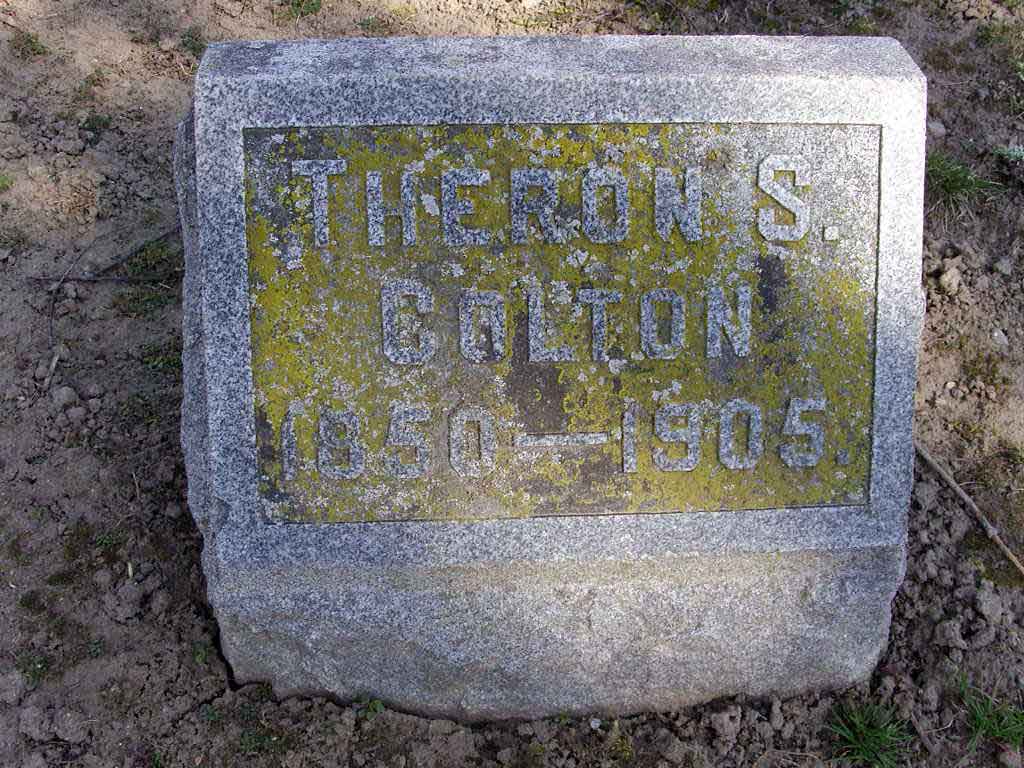 THERON S.
COLTON
1850—1905.